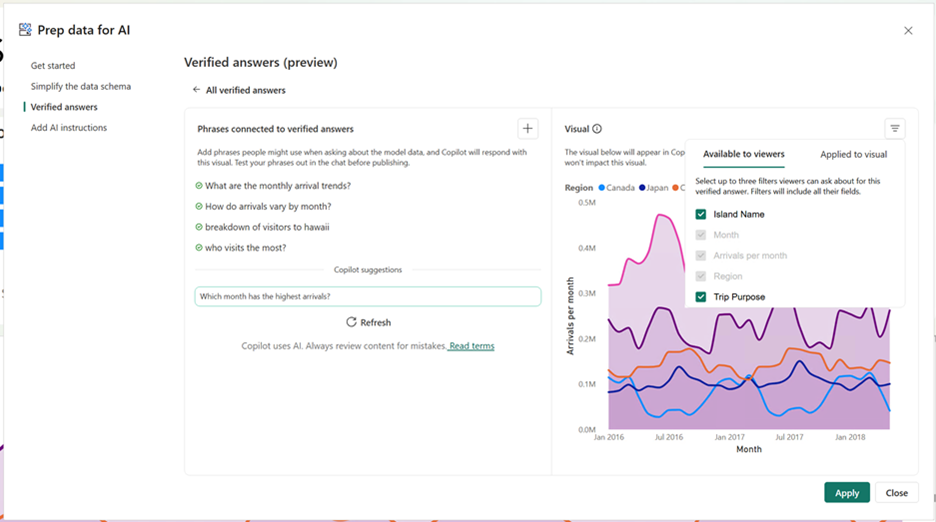 Prep data for AI
Get started
Simplify the data schema
Verified answers
Add AI instructions
Verified answers (preview)
All verified answers
Phrases connected to verified answers
Add phrases people might use when asking about the model data, and Copilot will respond with
this visual. Test your phrases out in the chat before publishing.
What are the monthly arrival trends?
How do arrivals vary by month?
breakdown of visitors to hawaii
who visits the most?
Copilot suggestions
Which month has the highest arrivals?
Refresh
Copilot uses AI. Always review content for mistakes. Read terms
Visual
The visual below will appear in Cop
won't impact this visual.
Region Canada Japan C
Available to viewers
Applied to visual
Select up to three filters viewers can ask about for this
verified answer. Filters will include all their fields.
Island Name
Month
Arrivals per month
Region
Trip Purpose
0.5M
0.4M
0.3M
0.2M
0.1M
0.0M
Arrivals per month
Jan 2016
Jul 2016
Jan 2017
Jul 2017
Jan 2018
Month
Apply
Close